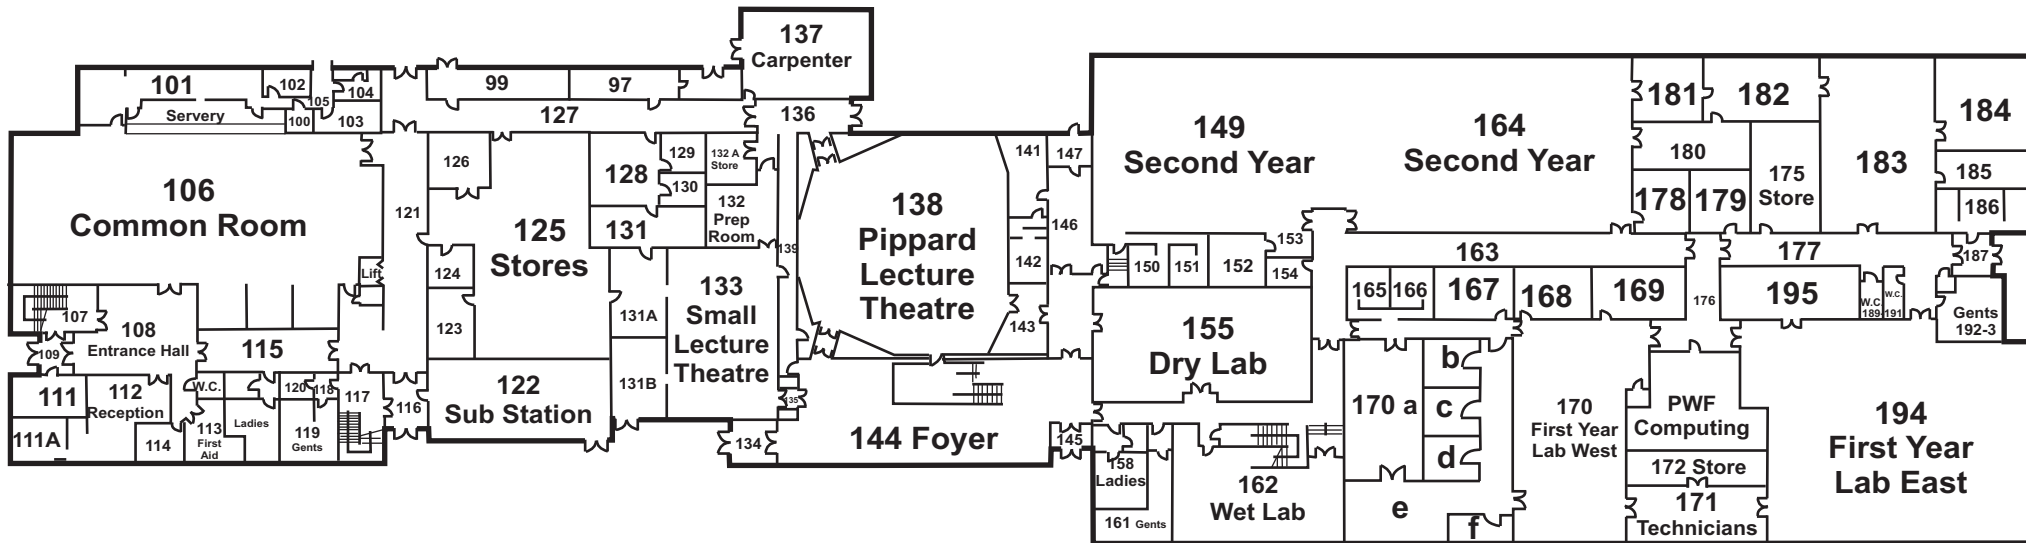 101
Servery
102
105
104
100
103
99
97
127
137
Carpenter
136
106
Common Room
Lift
121
126
124
123
125
Stores
128
129
130
131
132 A
Store
132
Prep
Room
139
131A
131B
133
Small
Lecture
Theatre
138
Pippard
Lecture
Theatre
141
147
146
142
143
107
108
Entrance Hall
109
115
111
111A
112
Reception
114
W.C.
113
First
Aid
Ladies
120
118
119
Gents
117
116
122
Sub Station
135
134
144 Foyer
145
149
Second Year
164
Second Year
150
151
152
153
154
155
Dry Lab
158
Ladies
161 Gents
162
Wet Lab
163
165
166
167
168
169
170 a
b
c
d
e
f
170
First Year
Lab West
PWF
Computing
172 Store
171
Technicians
176
181
182
180
178
179
175
Store
183
184
185
186
187
177
195
W.C.
189-
W.C.
191
Gents
192-3
194
First Year
Lab East